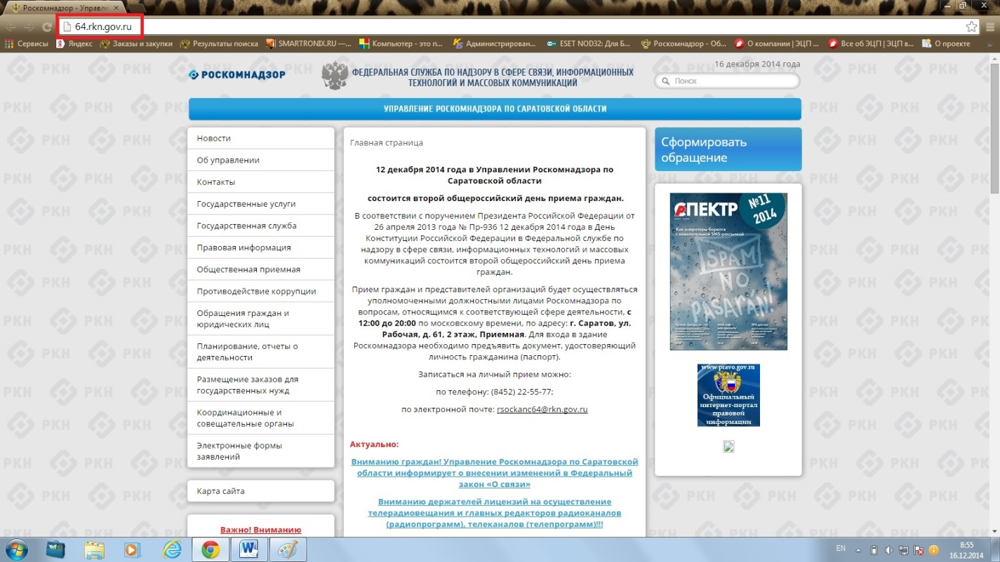 Роскомнадзор - Управле
64.rkn.gov.ru
Сервисы
Яндекс
Заказы и закупки
Результаты поиска
SMARTRONIX.RU —...
Компьютер - это п...
Администрирован...
ESET NOD32: Для Б...
Роскомнадзор - Об...
О компании | ЭЦП ...
Все об ЭЦП | ЭЦП в...
О проекте
РОСКОМНАДЗОР
ФЕДЕРАЛЬНАЯ СЛУЖБА ПО НАДЗОРУ В СФЕРЕ СВЯЗИ, ИНФОРМАЦИОННЫХ
ТЕХНОЛОГИЙ И МАССОВЫХ КОММУНИКАЦИЙ
16 декабря 2014 года
Поиск
УПРАВЛЕНИЕ РОСКОМНАДЗОРА ПО САРАТОВСКОЙ ОБЛАСТИ
Новости
Об управлении
Контакты
Государственные услуги
Государственная служба
Правовая информация
Общественная приемная
Противодействие коррупции
Обращения граждан и
юридических лиц
Планирование, отчеты о
деятельности
Размещение заказов для
государственных нужд
Координационные и
совещательные органы
Электронные формы
заявлений
Карта сайта
Важно! Вниманию
Главная страница
12 декабря 2014 года в Управлении Роскомнадзора по
Саратовской области
состоится второй общероссийский день приема граждан.
В соответствии с поручением Президента Российской Федерации от
26 апреля 2013 года № Пр-936 12 декабря 2014 года в День
Конституции Российской Федерации в Федеральной службе по
надзору в сфере связи, информационных технологий и массовых
коммуникаций состоится второй общероссийский день приема
граждан.
Прием граждан и представителей организаций будет осуществляться
уполномоченными должностными лицами Роскомнадзора по
вопросам, относящимся к соответствующей сфере деятельности, с
12:00 до 20:00 по московскому времени, по адресу: г. Саратов, ул.
Рабочая, д. 61, 2 этаж, Приемная. Для входа в здание
Роскомнадзора необходимо предъявить документ, удостоверяющий
личность гражданина (паспорт).
Записаться на личный прием можно:
по телефону: (8452) 22-55-77;
по электронной почте: rsockanc64@rkn.gov.ru
Актуально:
Вниманию граждан! Управление Роскомнадзора по Саратовской
области информирует о внесении изменений в Федеральный
закон «О связи»
Вниманию держателей лицензий на осуществление
телерадиовещания и главных редакторов радиоканалов
(радиопрограмм), телеканалов (телепрограмм)!!!
Сформировать
обращение
СПЕКТР
№11
2014
Как операторы борются
с нежелательной SMS-рассылкой
SPAM
NO
PASARÁN!
www.pravo.gov.ru
Официальный
интернет-портал
правовой
информации
РКН
EN
8:55
16.12.2014